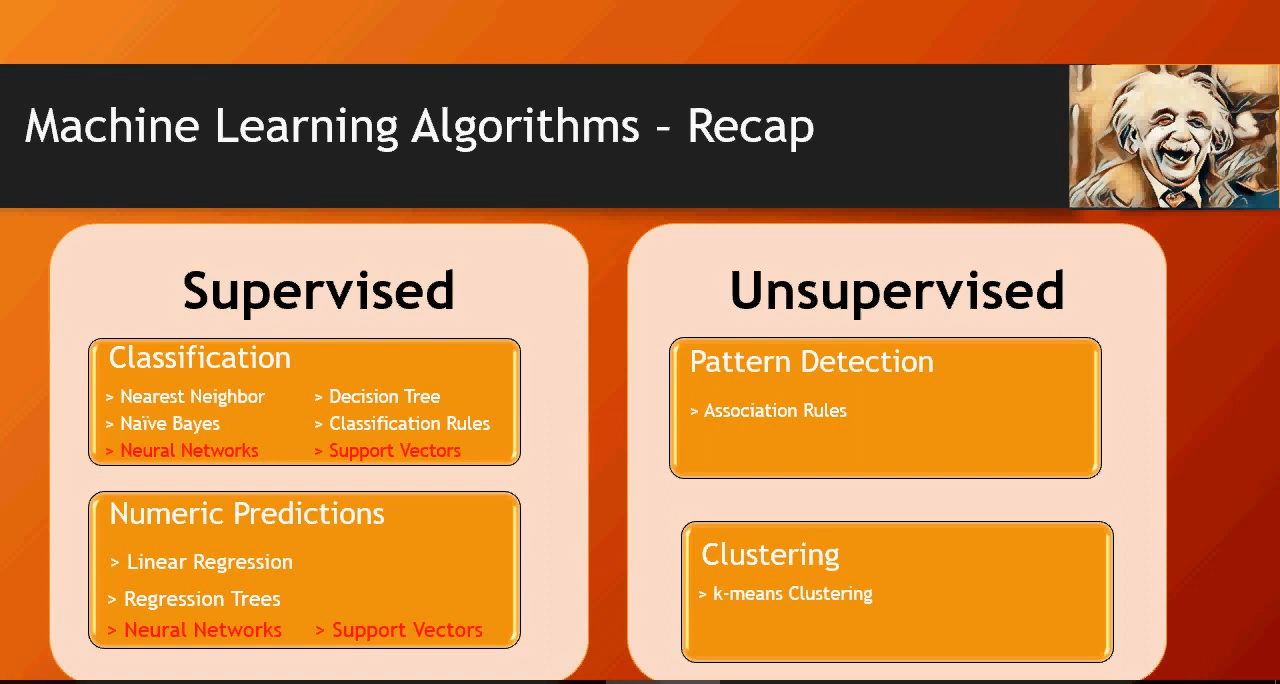 Machine Learning Algorithms - Recap
Supervised
Classification
> Nearest Neighbor
> Naïve Bayes
> Neural Networks
> Decision Tree
> Classification Rules
> Support Vectors
Numeric Predictions
> Linear Regression
> Regression Trees
> Neural Networks
> Support Vectors
Unsupervised
Pattern Detection
> Association Rules
Clustering
> k-means Clustering